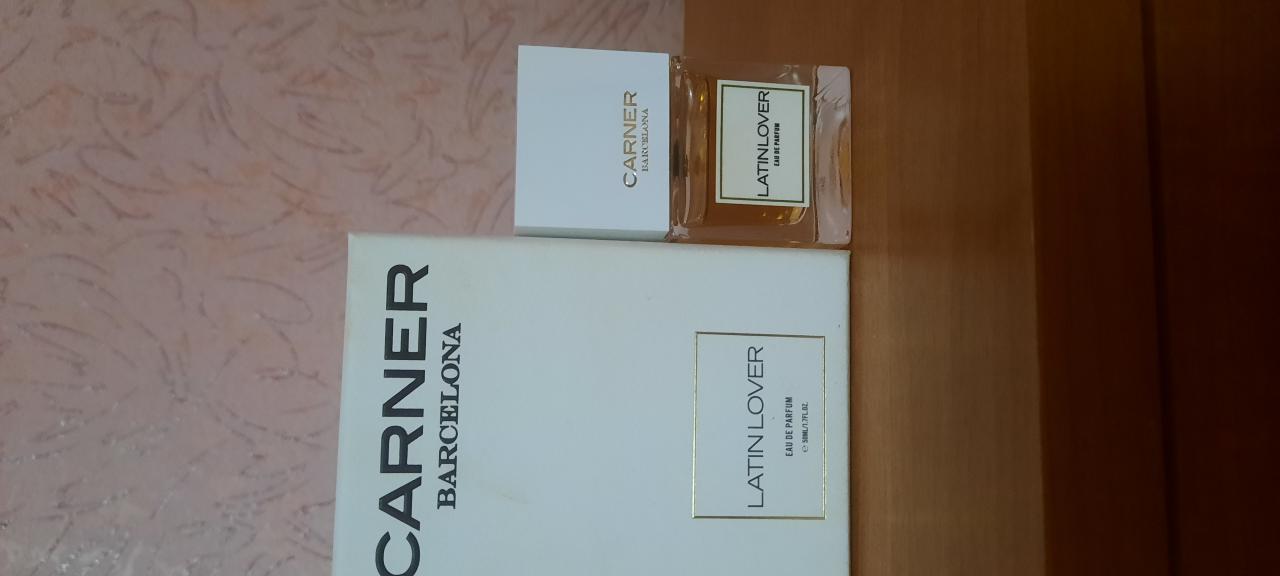 CARNER
BARCELONA
LATIN LOVER
EAU DE PARFUM
CARNER
BARCELONA
LATIN LOVER
EAU DE PARFUM
℮ 50ML/1.7FL.OZ.